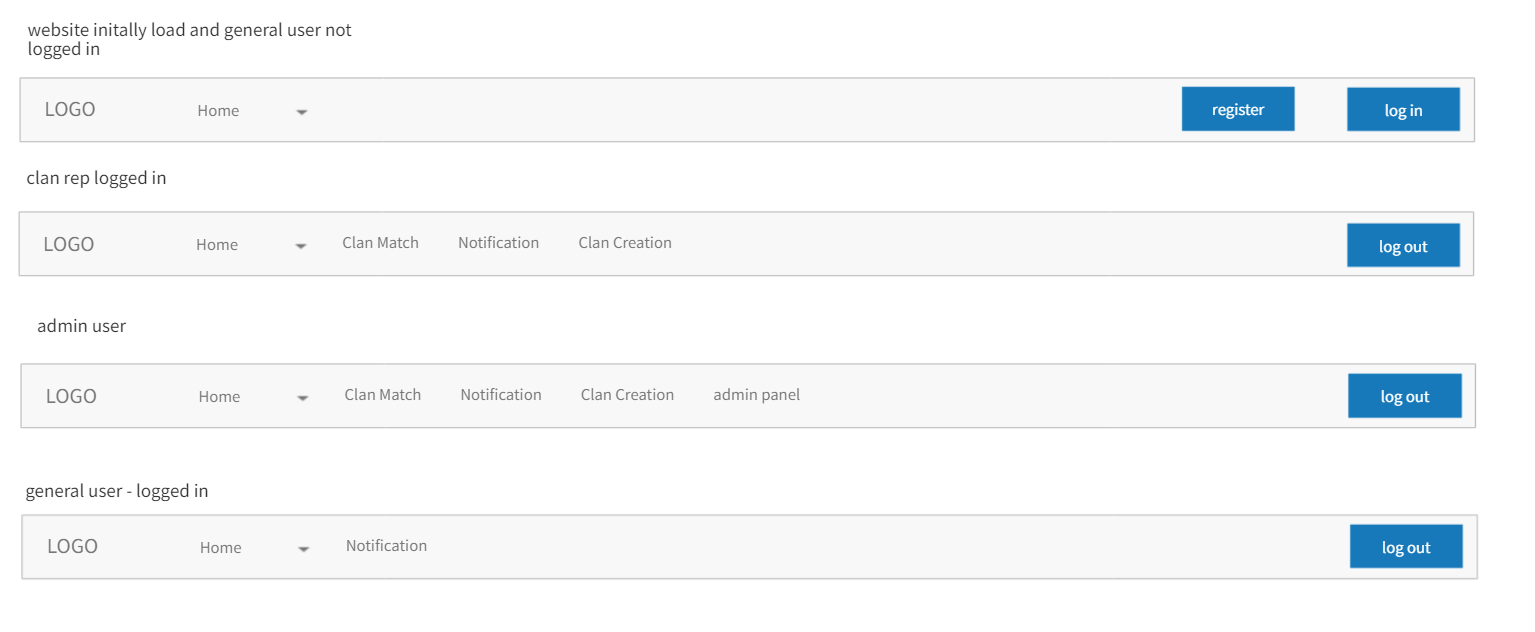 website initally load and general user not
logged in
LOGO Home register log in
clan rep logged in
LOGO Home Clan Match Notification Clan Creation log out
admin user
LOGO Home Clan Match Notification Clan Creation admin panel log out
general user - logged in
LOGO Home Notification log out